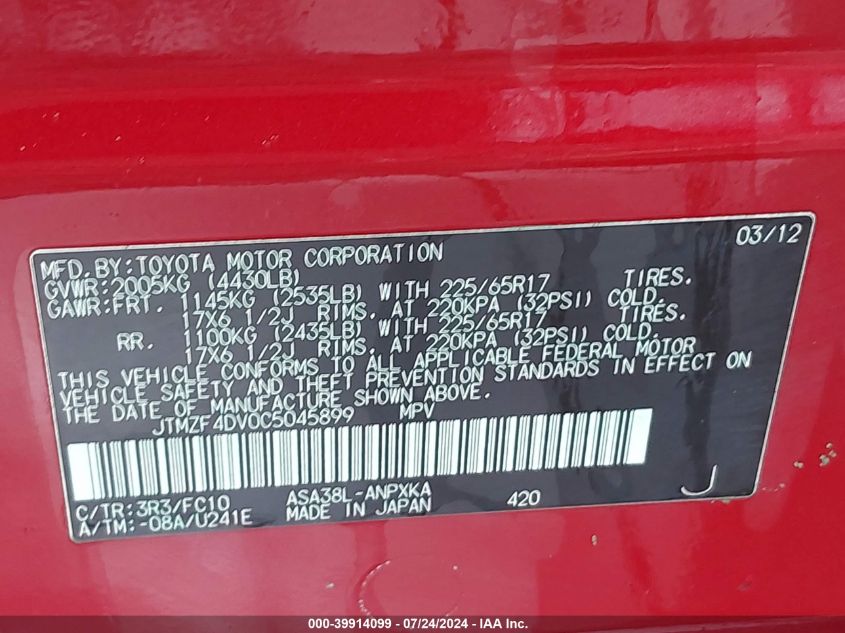 03/12
MFD. BY: TOYOTA MOTOR CORPORATION
GVWR: 2005KG (4430LB)
GAWR: FRT. 1145KG (2535LB) WITH 225/65R17 TIRES.
17X6 1/2J RIMS, AT 220KPA (32PSI) COLD.
RR. 1100KG (2435LB) WITH 225/65R17 TIRES.
17X6 1/2J RIMS, AT 220KPA (32PSI) COLD.
THIS VEHICLE CONFORMS TO ALL APPLICABLE FEDERAL MOTOR
VEHICLE SAFETY AND THEFT PREVENTION STANDARDS IN EFFECT ON
THE DATE OF MANUFACTURE SHOWN ABOVE.
JTMZF4DV0C5045899 MPV
C/TR: 3R3/FC10 ASA38L-ANPXKA 420 J
A/TM: -08A/U241E MADE IN JAPAN
000-39914099 - 07/24/2024 - IAA Inc.